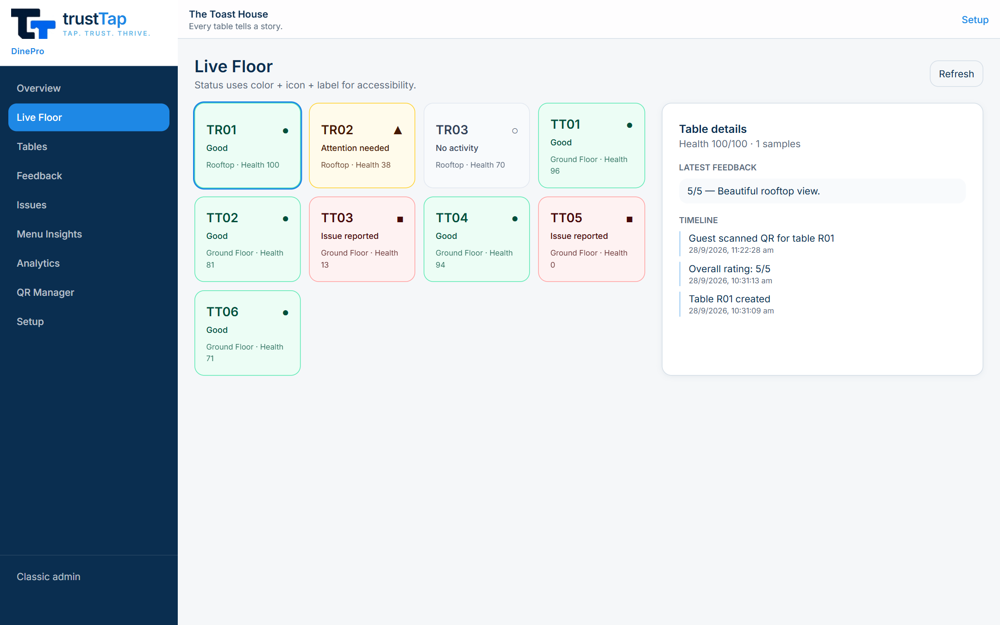 trustTap
TAP. TRUST. THRIVE.
DinePro
Overview
Live Floor
Tables
Feedback
Issues
Menu Insights
Analytics
QR Manager
Setup
Classic admin
The Toast House
Every table tells a story.
Setup
Live Floor
Status uses color + icon + label for accessibility.
Refresh
TR01
Good
Rooftop · Health 100
TR02
Attention needed
Rooftop · Health 38
TR03
No activity
Rooftop · Health 70
TT01
Good
Ground Floor · Health
96
TT02
Good
Ground Floor · Health
81
TT03
Issue reported
Ground Floor · Health
13
TT04
Good
Ground Floor · Health
94
TT05
Issue reported
Ground Floor · Health
0
TT06
Good
Ground Floor · Health
71
Table details
Health 100/100 · 1 samples
LATEST FEEDBACK
5/5 — Beautiful rooftop view.
TIMELINE
Guest scanned QR for table R01
28/9/2026, 11:22:28 am
Overall rating: 5/5
28/9/2026, 10:31:13 am
Table R01 created
28/9/2026, 10:31:09 am